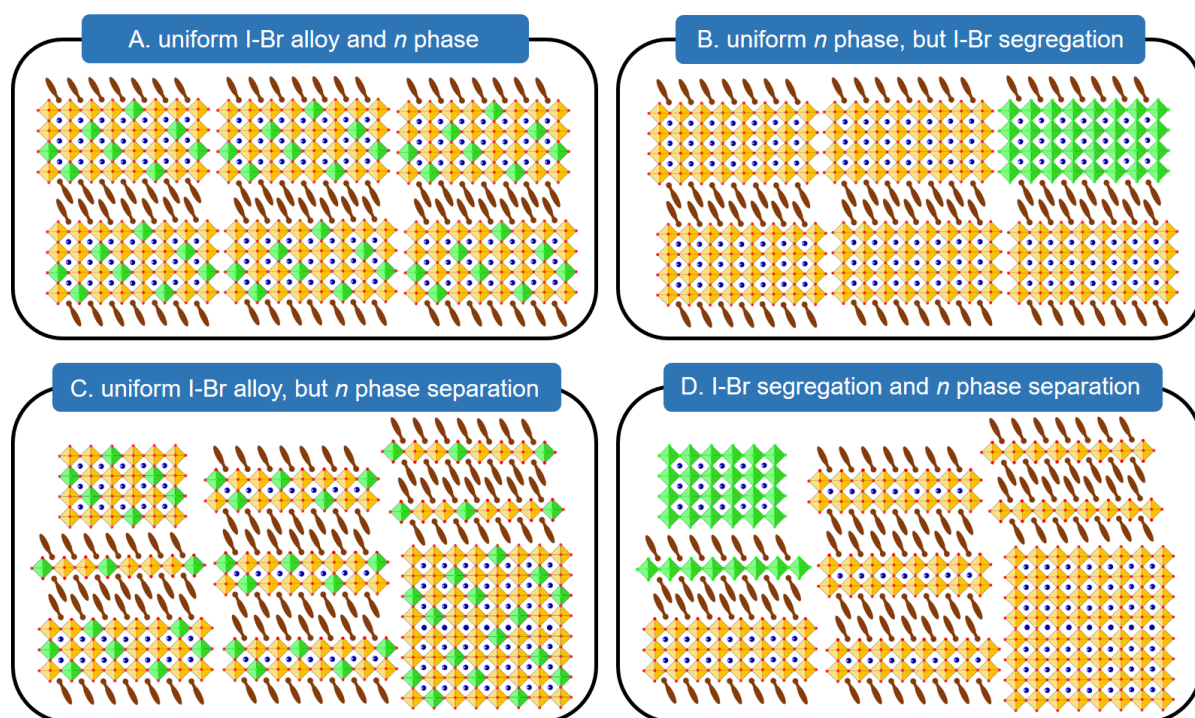 A. uniform I-Br alloy and n phase
B. uniform n phase, but I-Br segregation
C. uniform I-Br alloy, but n phase separation
D. I-Br segregation and n phase separation